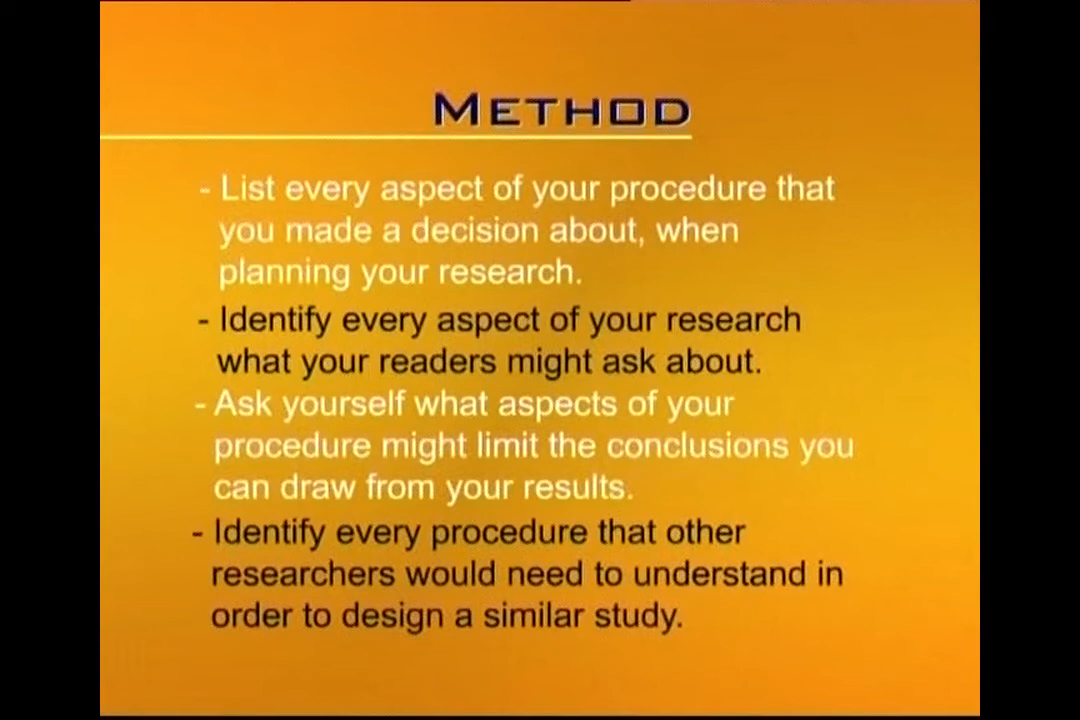 METHOD
- List every aspect of your procedure that
you made a decision about, when
planning your research.
- Identify every aspect of your research
what your readers might ask about.
- Ask yourself what aspects of your
procedure might limit the conclusions you
can draw from your results.
- Identify every procedure that other
researchers would need to understand in
order to design a similar study.